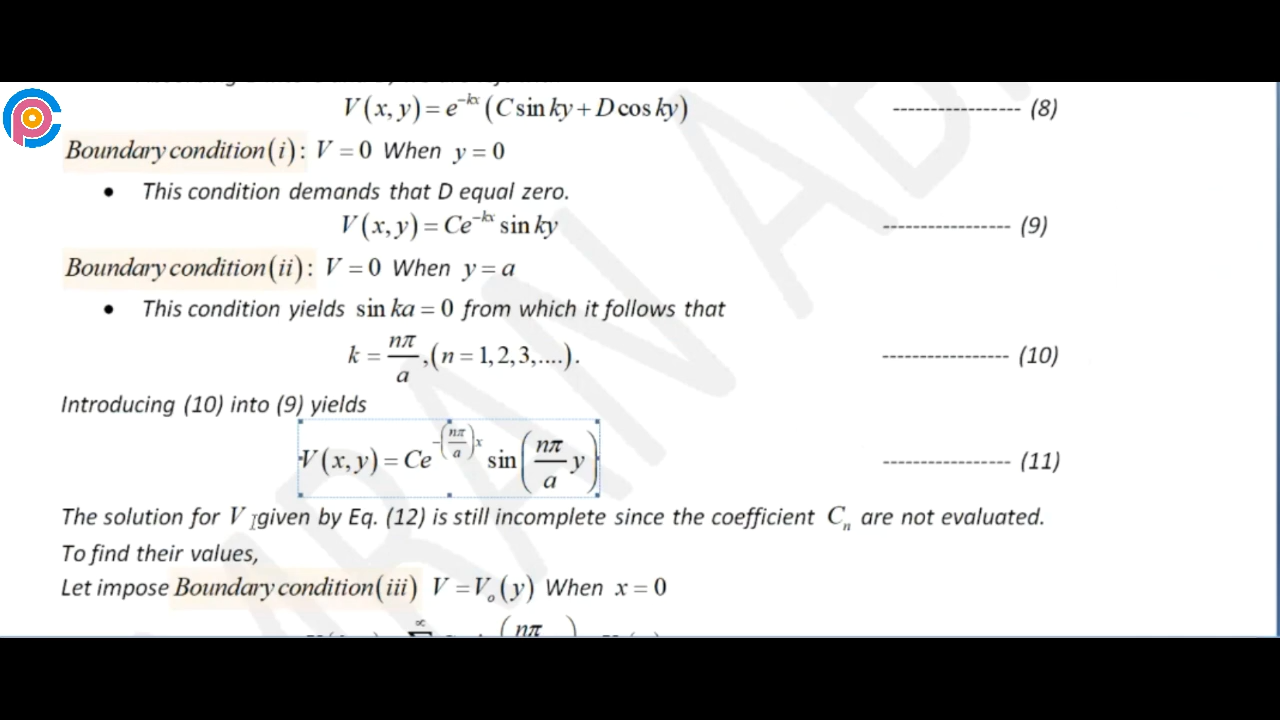 V(x, y) = e^{-kx} (C sin ky + D cos ky) ----------------- (8)
Boundary condition (i) : V = 0 When y = 0
• This condition demands that D equal zero.
V(x, y) = Ce^{-kx} sin ky ----------------- (9)
Boundary condition (ii) : V = 0 When y = a
• This condition yields sin ka = 0 from which it follows that
k = nπ/a , (n = 1, 2, 3, ....). ----------------- (10)
Introducing (10) into (9) yields
V(x, y) = Ce^{-(nπ/a)x} sin(nπ/a y) ----------------- (11)
The solution for V given by Eq. (12) is still incomplete since the coefficient C_n are not evaluated.
To find their values,
Let impose Boundary condition (iii) V = V_o(y) When x = 0